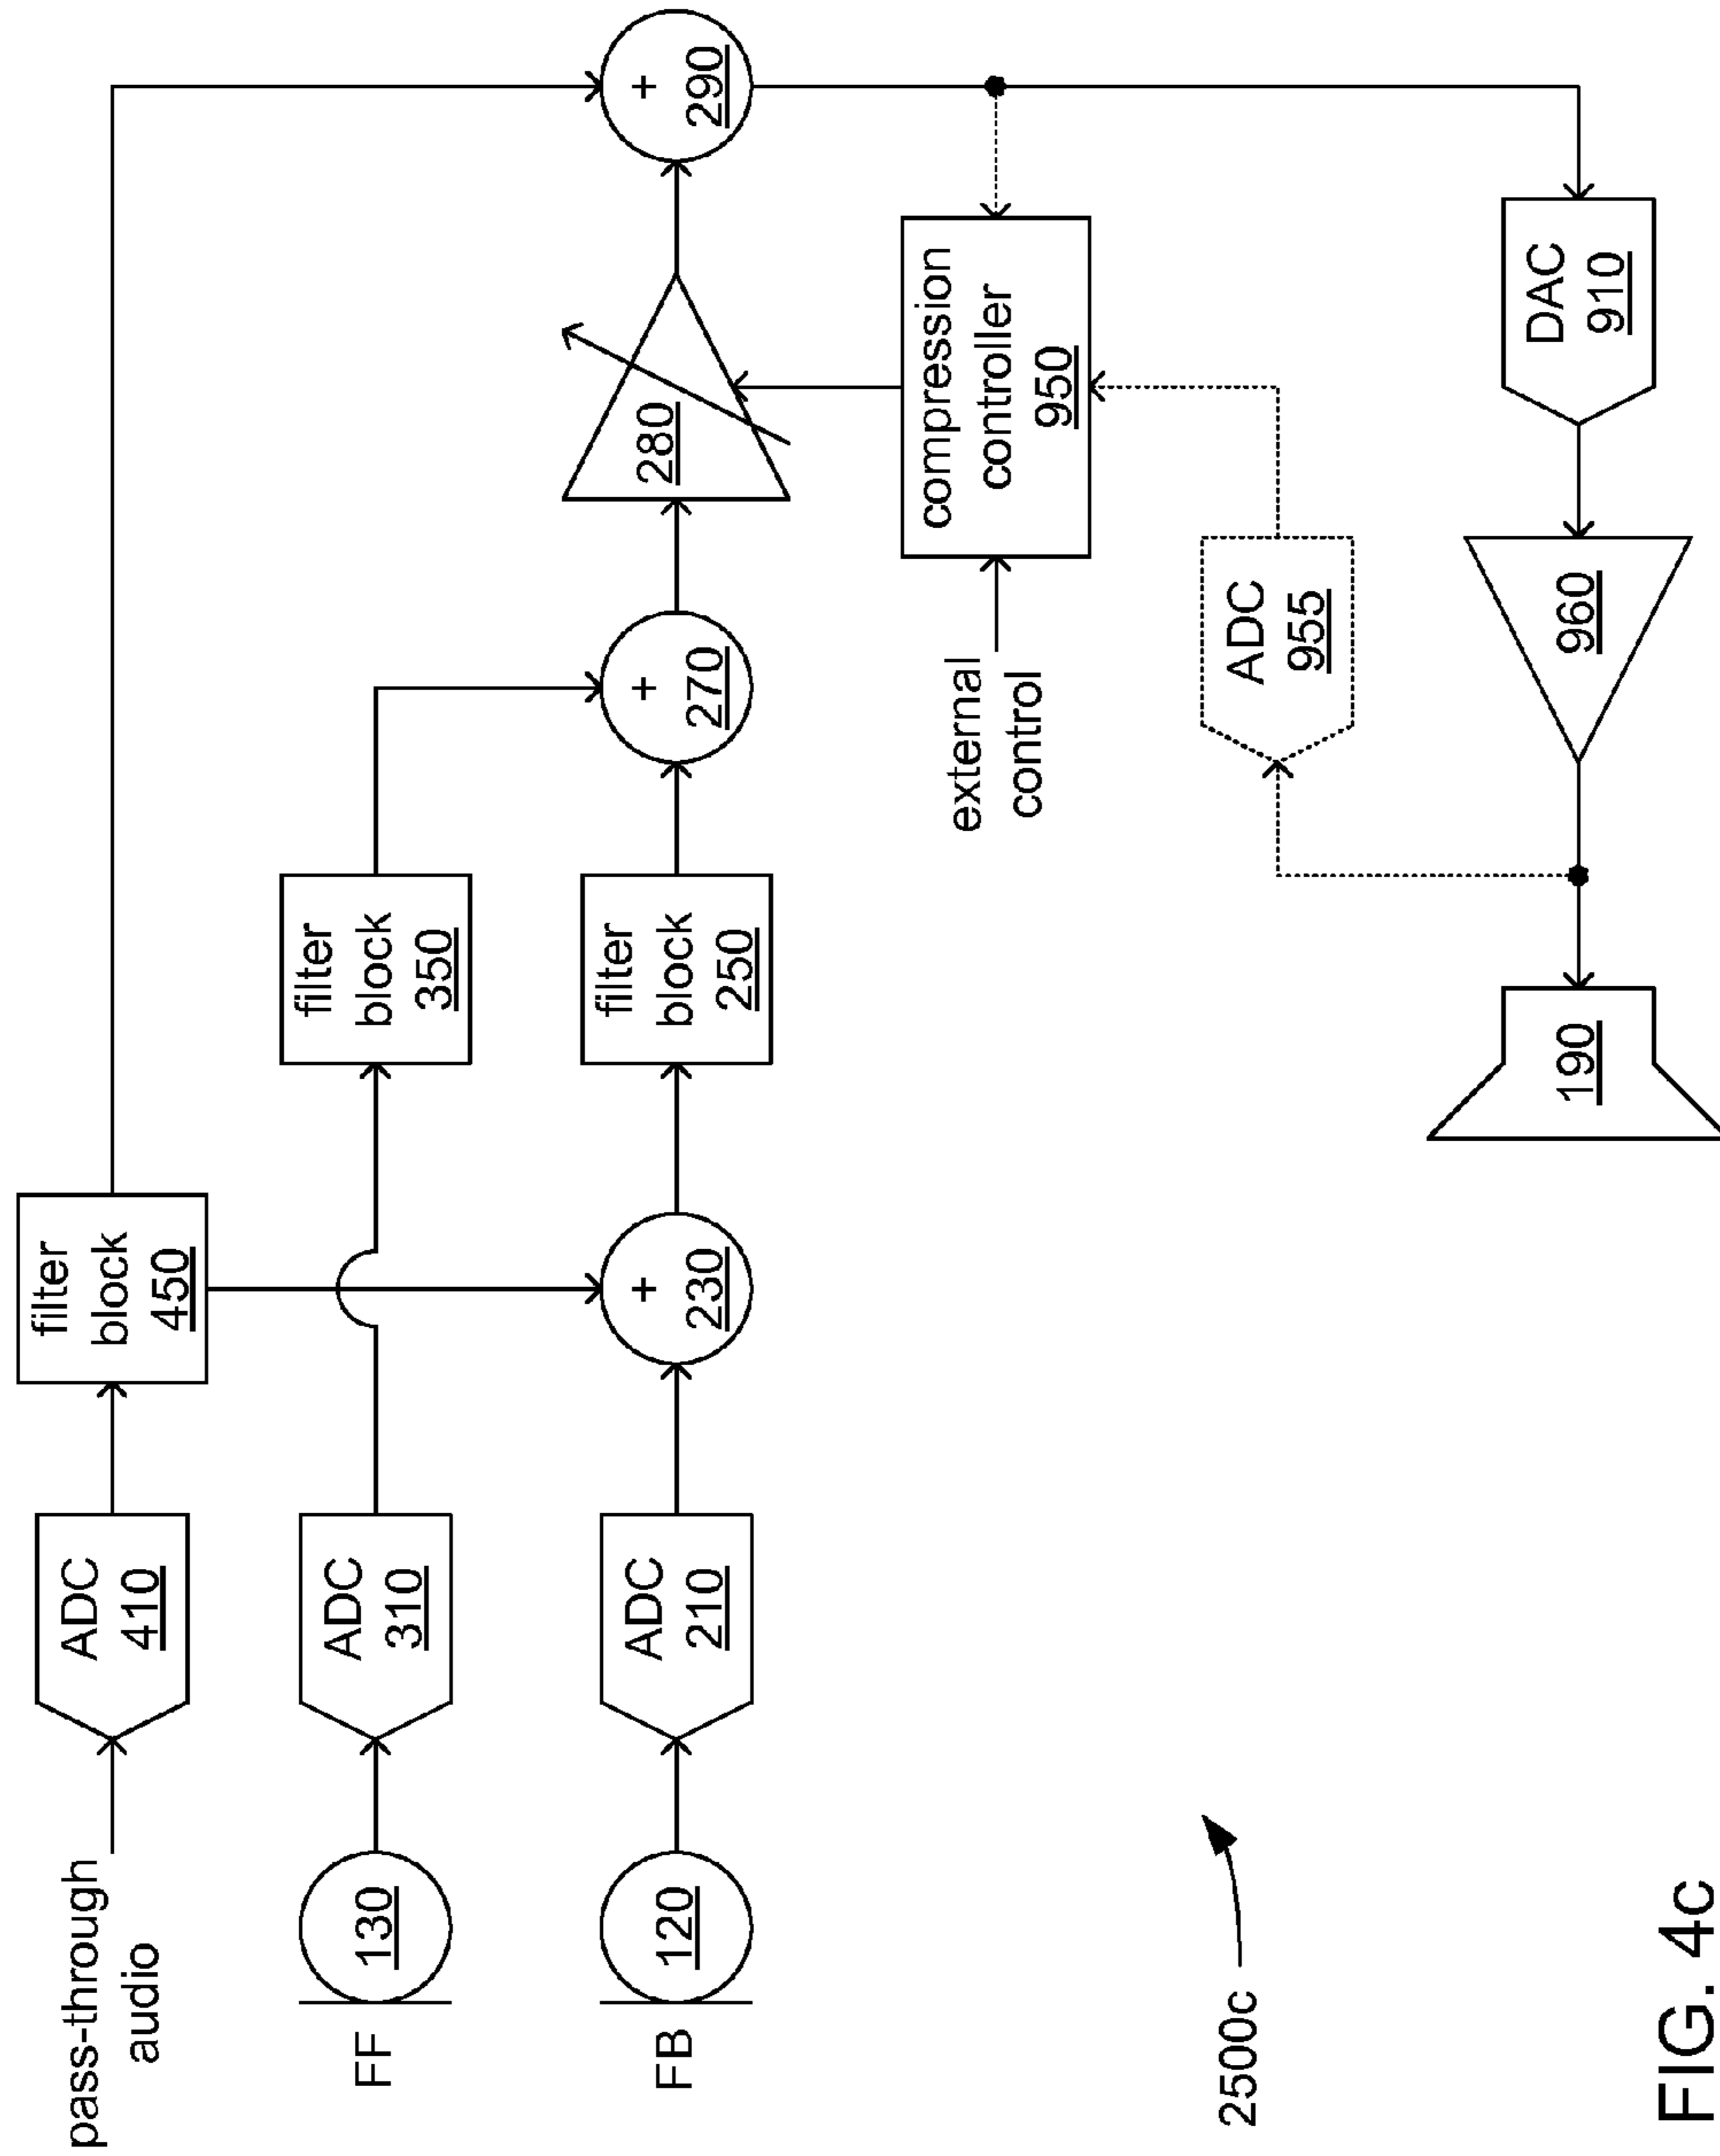 pass-through
audio
ADC
410
filter
block
450
FF
130
ADC
310
filter
block
350
FB
120
ADC
210
+
230
filter
block
250
+
270
280
+
290
external
control
compression
controller
950
ADC
955
2500c
190
960
DAC
910
FIG. 4c